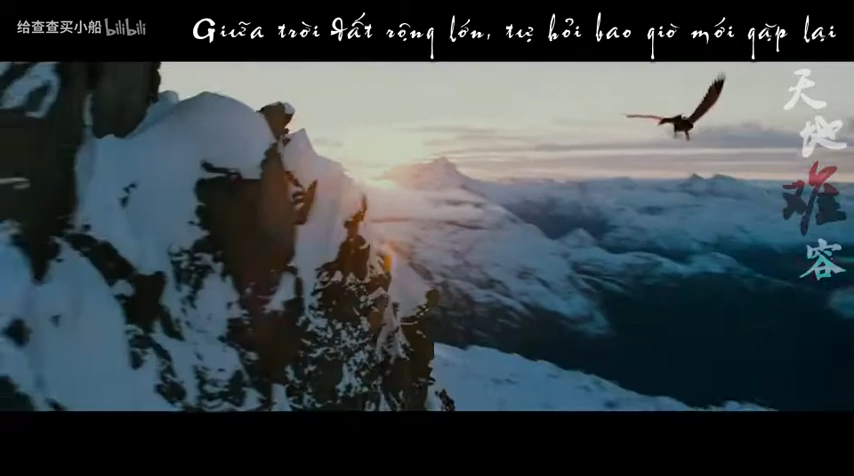 给查查买小船 bilibili
Giữa trời đất rộng lớn, tự hỏi bao giờ mới gặp lại
天地难容